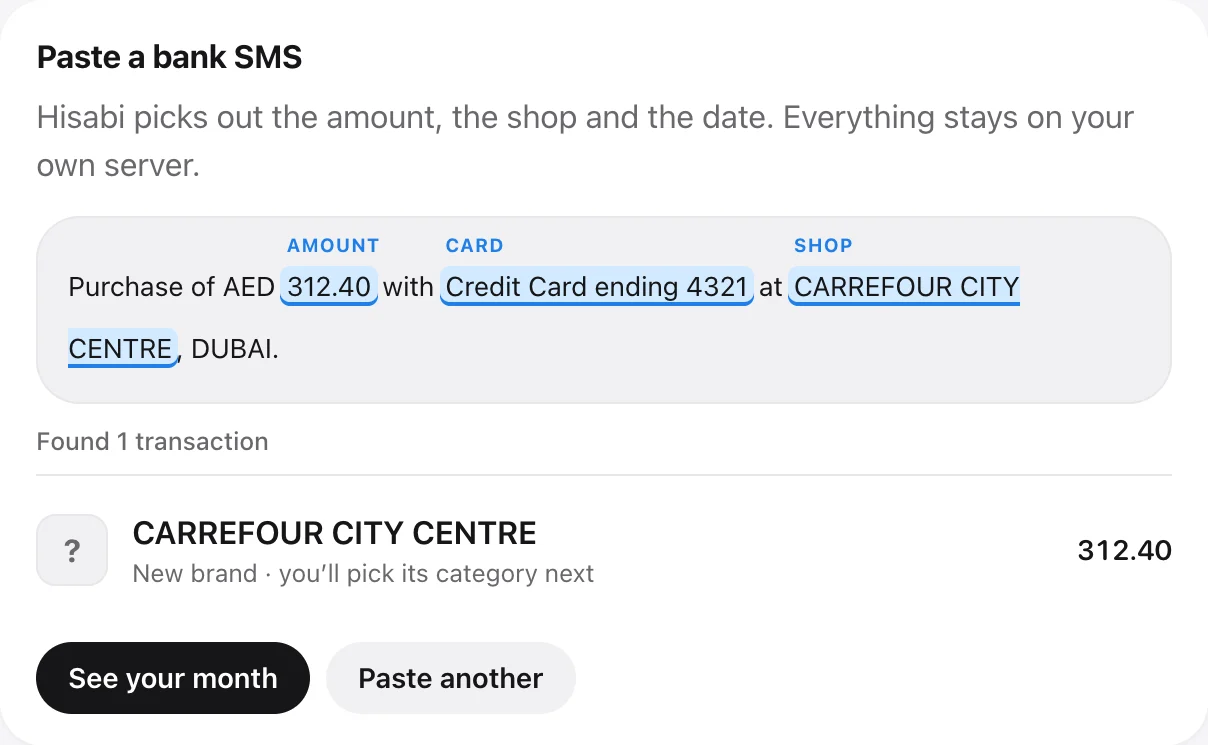 Paste a bank SMS
Hisabi picks out the amount, the shop and the date. Everything stays on your
own server.
AMOUNT CARD SHOP
Purchase of AED 312.40 with Credit Card ending 4321 at CARREFOUR CITY
CENTRE, DUBAI.
Found 1 transaction
?
CARREFOUR CITY CENTRE
New brand · you’ll pick its category next
312.40
See your month
Paste another